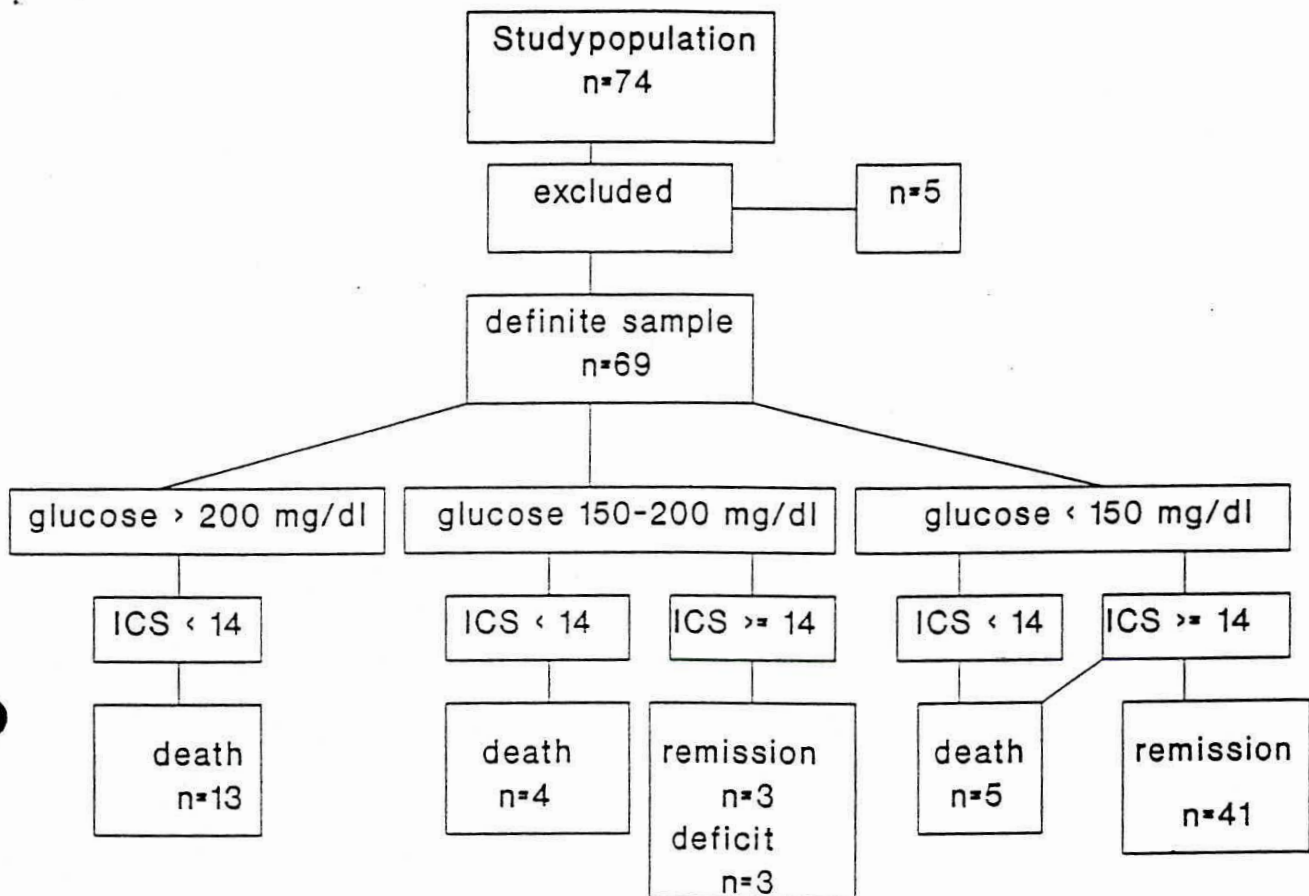 Studypopulation
n=74
excluded
n=5
definite sample
n=69
glucose > 200 mg/dl
glucose 150-200 mg/dl
glucose < 150 mg/dl
ICS < 14
ICS < 14
ICS >= 14
ICS < 14
ICS >= 14
death
n=13
death
n=4
remission
n=3
deficit
n=3
death
n=5
remission
n=41